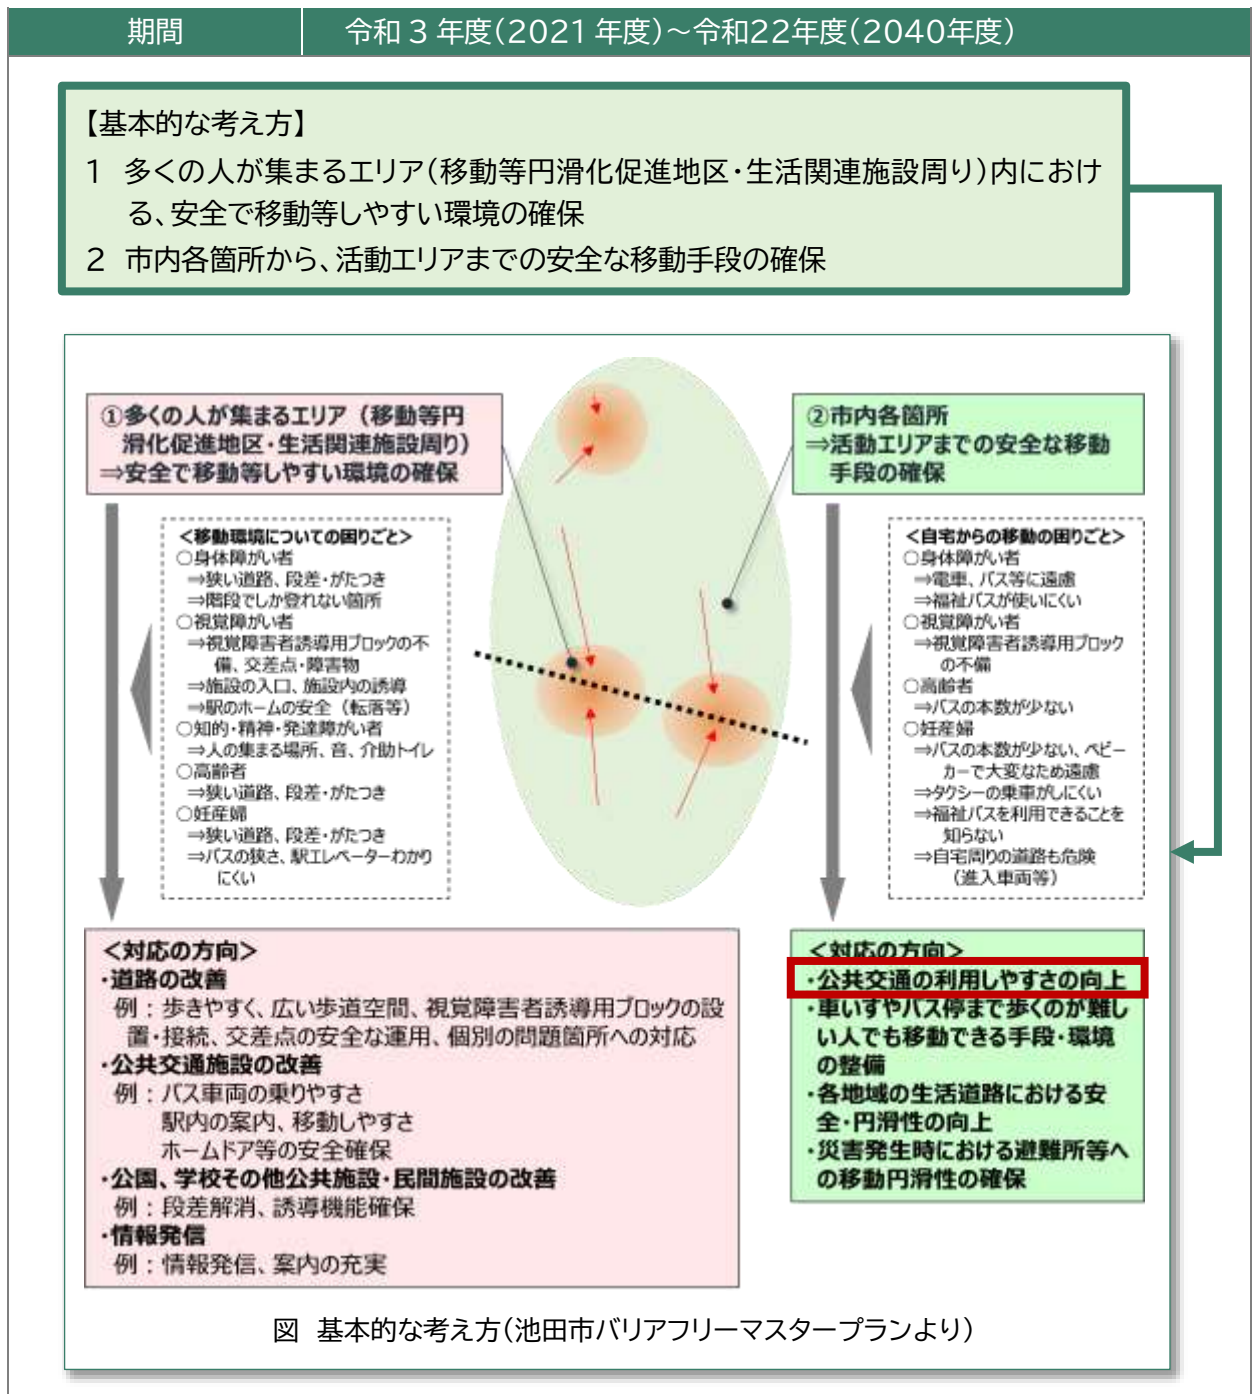 期間
令和3年度(2021年度)～令和22年度(2040年度)
【基本的な考え方】
1 多くの人が集まるエリア(移動等円滑化促進地区・生活関連施設周り)内におけ
る、安全で移動等しやすい環境の確保
2 市内各箇所から、活動エリアまでの安全な移動手段の確保
①多くの人が集まるエリア（移動等円
滑化促進地区・生活関連施設周り）
⇒安全で移動等しやすい環境の確保
＜移動環境についての困りごと＞
○身体障がい者
⇒狭い道路、段差・がたつき
⇒階段でしか登れない箇所
○視覚障がい者
⇒視覚障害者誘導用ブロックの不
備、交差点・障害物
⇒施設の入口、施設内の誘導
⇒駅のホームの安全（転落等）
○知的・精神・発達障がい者
⇒人の集まる場所、音、介助トイレ
○高齢者
⇒狭い道路、段差・がたつき
○妊産婦
⇒狭い道路、段差・がたつき
⇒バスの狭さ、駅エレベーターわかり
にくい
＜対応の方向＞
・道路の改善
例：歩きやすく、広い歩道空間、視覚障害者誘導用ブロックの設
置・接続、交差点の安全な運用、個別の問題箇所への対応
・公共交通施設の改善
例：バス車両の乗りやすさ
駅内の案内、移動しやすさ
ホームドア等の安全確保
・公園、学校その他公共施設・民間施設の改善
例：段差解消、誘導機能確保
・情報発信
例：情報発信、案内の充実
②市内各箇所
⇒活動エリアまでの安全な移動
手段の確保
＜自宅からの移動の困りごと＞
○身体障がい者
⇒電車、バス等に遠慮
⇒福祉バスが使いにくい
○視覚障がい者
⇒視覚障害者誘導用ブロック
の不備
○高齢者
⇒バスの本数が少ない
○妊産婦
⇒バスの本数が少ない、ベビー
カーで大変なため遠慮
⇒タクシーの乗車がしにくい
⇒福祉バスを利用できることを
知らない
⇒自宅周りの道路も危険
（進入車両等）
＜対応の方向＞
・公共交通の利用しやすさの向上
・車いすやバス停まで歩くのが難し
い人でも移動できる手段・環境
の整備
・各地域の生活道路における安
全・円滑性の向上
・災害発生時における避難所等へ
の移動円滑性の確保
図 基本的な考え方(池田市バリアフリーマスタープランより)